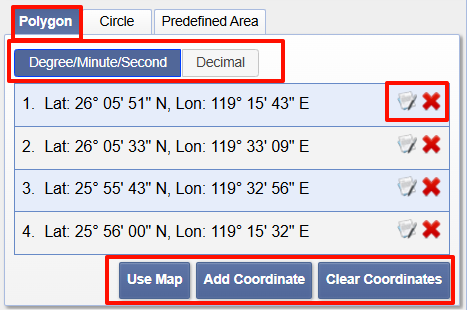 Polygon Circle Predefined Area
Degree/Minute/Second Decimal
1. Lat: 26° 05' 51" N, Lon: 119° 15' 43" E
2. Lat: 26° 05' 33" N, Lon: 119° 33' 09" E
3. Lat: 25° 55' 43" N, Lon: 119° 32' 56" E
4. Lat: 25° 56' 00" N, Lon: 119° 15' 32" E
Use Map Add Coordinate Clear Coordinates